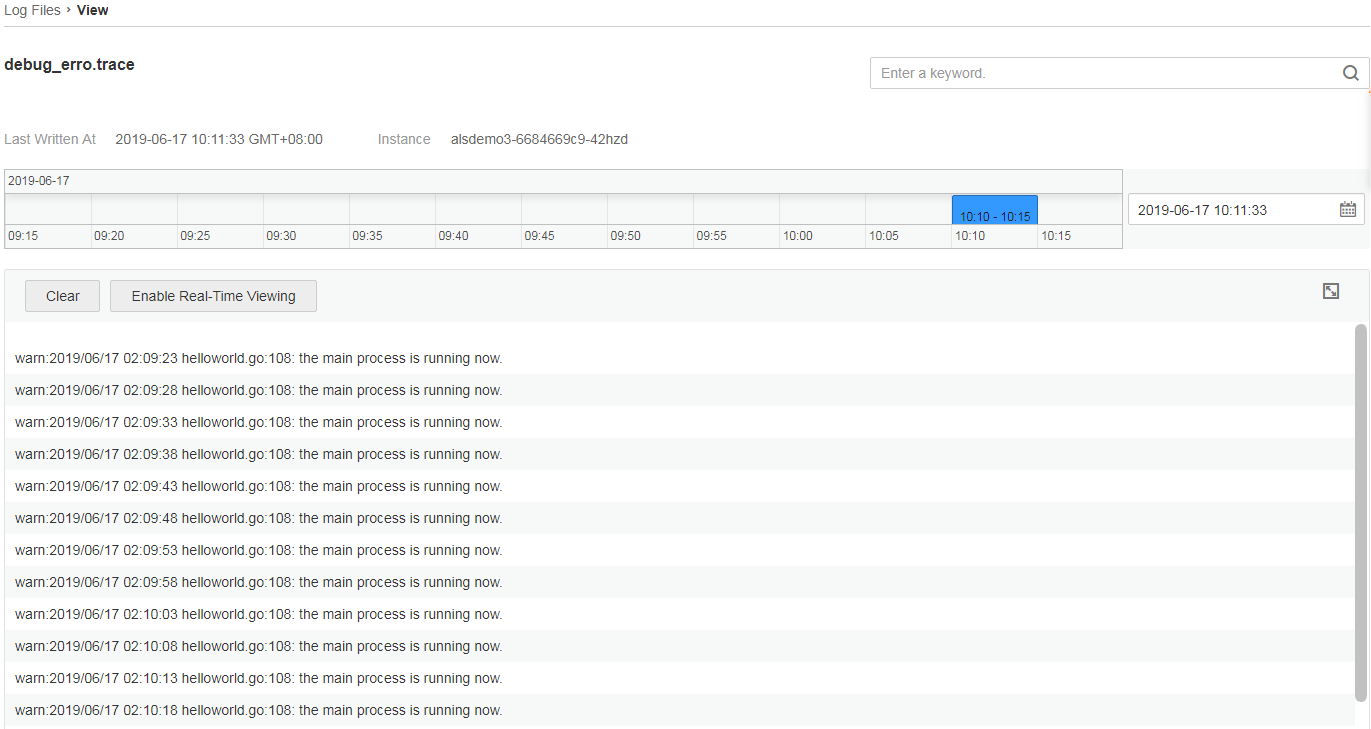 Log Files › View
debug_erro.trace
Enter a keyword.
Last Written At 2019-06-17 10:11:33 GMT+08:00 Instance alsdemo3-6684669c9-42hzd
2019-06-17
10:10 - 10:15
2019-06-17 10:11:33
09:15 09:20 09:25 09:30 09:35 09:40 09:45 09:50 09:55 10:00 10:05 10:10 10:15
Clear Enable Real-Time Viewing
warn:2019/06/17 02:09:23 helloworld.go:108: the main process is running now.
warn:2019/06/17 02:09:28 helloworld.go:108: the main process is running now.
warn:2019/06/17 02:09:33 helloworld.go:108: the main process is running now.
warn:2019/06/17 02:09:38 helloworld.go:108: the main process is running now.
warn:2019/06/17 02:09:43 helloworld.go:108: the main process is running now.
warn:2019/06/17 02:09:48 helloworld.go:108: the main process is running now.
warn:2019/06/17 02:09:53 helloworld.go:108: the main process is running now.
warn:2019/06/17 02:09:58 helloworld.go:108: the main process is running now.
warn:2019/06/17 02:10:03 helloworld.go:108: the main process is running now.
warn:2019/06/17 02:10:08 helloworld.go:108: the main process is running now.
warn:2019/06/17 02:10:13 helloworld.go:108: the main process is running now.
warn:2019/06/17 02:10:18 helloworld.go:108: the main process is running now.